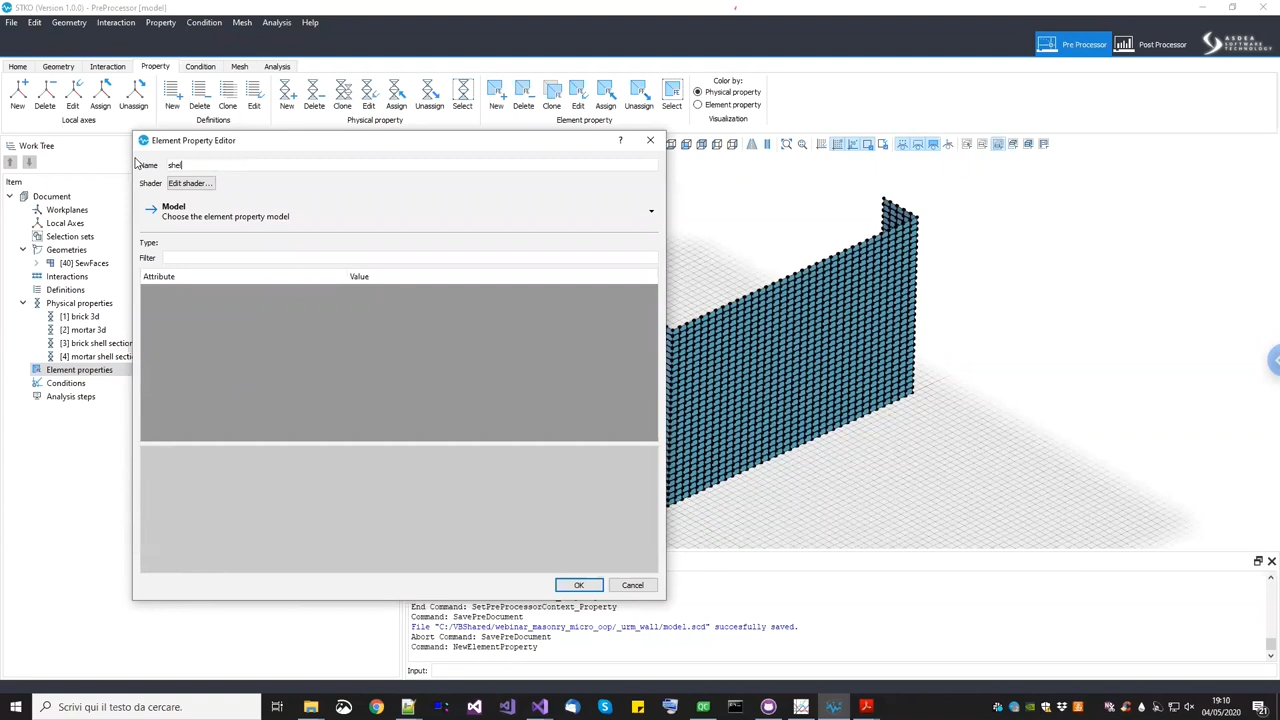 STKO (Version 1.0.0) - PreProcessor [model]
File Edit Geometry Interaction Property Condition Mesh Analysis Help
Pre Processor Post Processor ASDEA SOFTWARE TECHNOLOGY
Home Geometry Interaction Property Condition Mesh Analysis
New Delete Edit Assign Unassign New Delete Clone Edit New Delete Clone Edit Assign Unassign Select New Delete Clone Edit Assign Unassign Select
Color by:
Physical property
Element property
Local axes Definitions Physical property Element property Visualization
Work Tree
Item
Document
Workplanes
Local Axes
Selection sets
Geometries
[40] SewFaces
Interactions
Definitions
Physical properties
[1] brick 3d
[2] mortar 3d
[3] brick shell section
[4] mortar shell secti
Element properties
Conditions
Analysis steps
Element Property Editor
?
Name shel
Shader Edit shader...
Model
Choose the element property model
Type:
Filter
Attribute Value
OK Cancel
End Command: SetPreProcessorContext_Property
Command: SavePreDocument
File "C:/VBShared/webinar_masonry_micro_oop/_urm_wall/model.scd" succesfully saved.
Abort Command: SavePreDocument
Command: NewElementProperty
Input:
Scrivi qui il testo da cercare.
19:10
04/05/2020